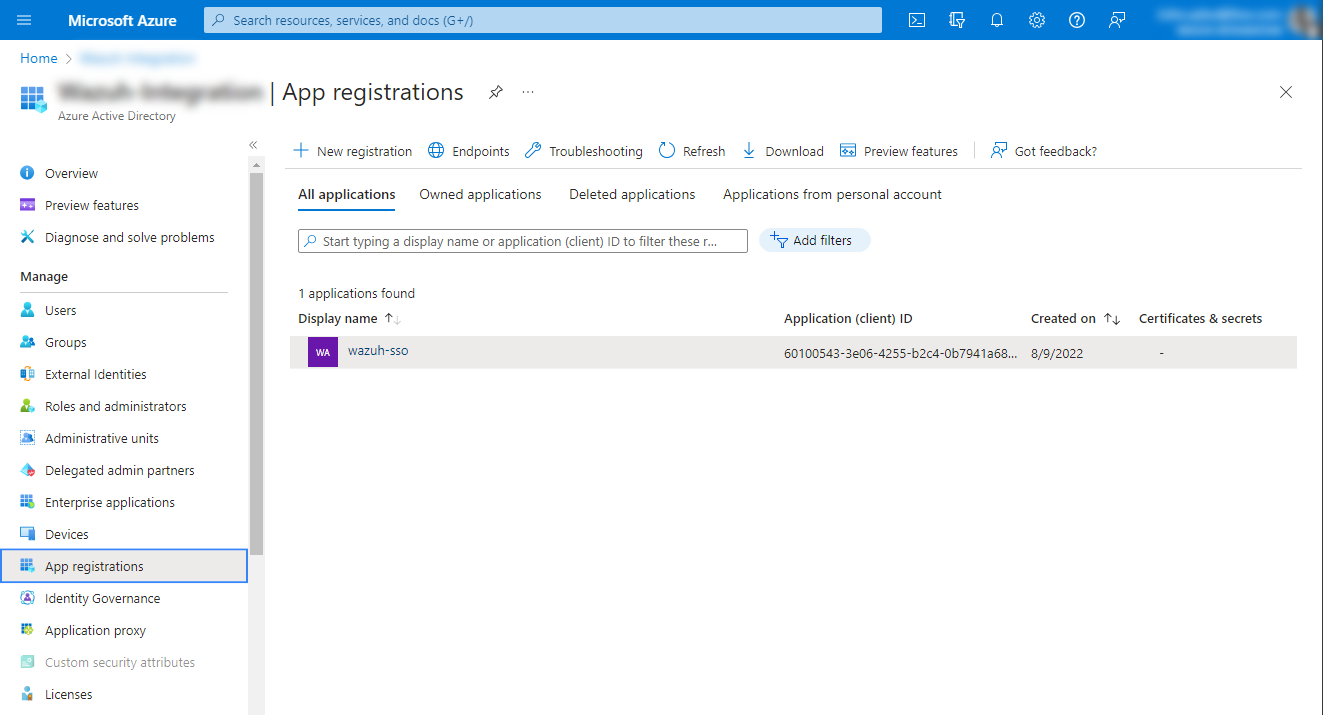 Microsoft Azure
Search resources, services, and docs (G+/)
Home
| App registrations
Azure Active Directory
Overview
Preview features
Diagnose and solve problems
Manage
Users
Groups
External Identities
Roles and administrators
Administrative units
Delegated admin partners
Enterprise applications
Devices
App registrations
Identity Governance
Application proxy
Custom security attributes
Licenses
New registration Endpoints Troubleshooting Refresh Download Preview features Got feedback?
All applications Owned applications Deleted applications Applications from personal account
Start typing a display name or application (client) ID to filter these r... Add filters
1 applications found
Display name Application (client) ID Created on Certificates & secrets
WA wazuh-sso 60100543-3e06-4255-b2c4-0b7941a68... 8/9/2022 -